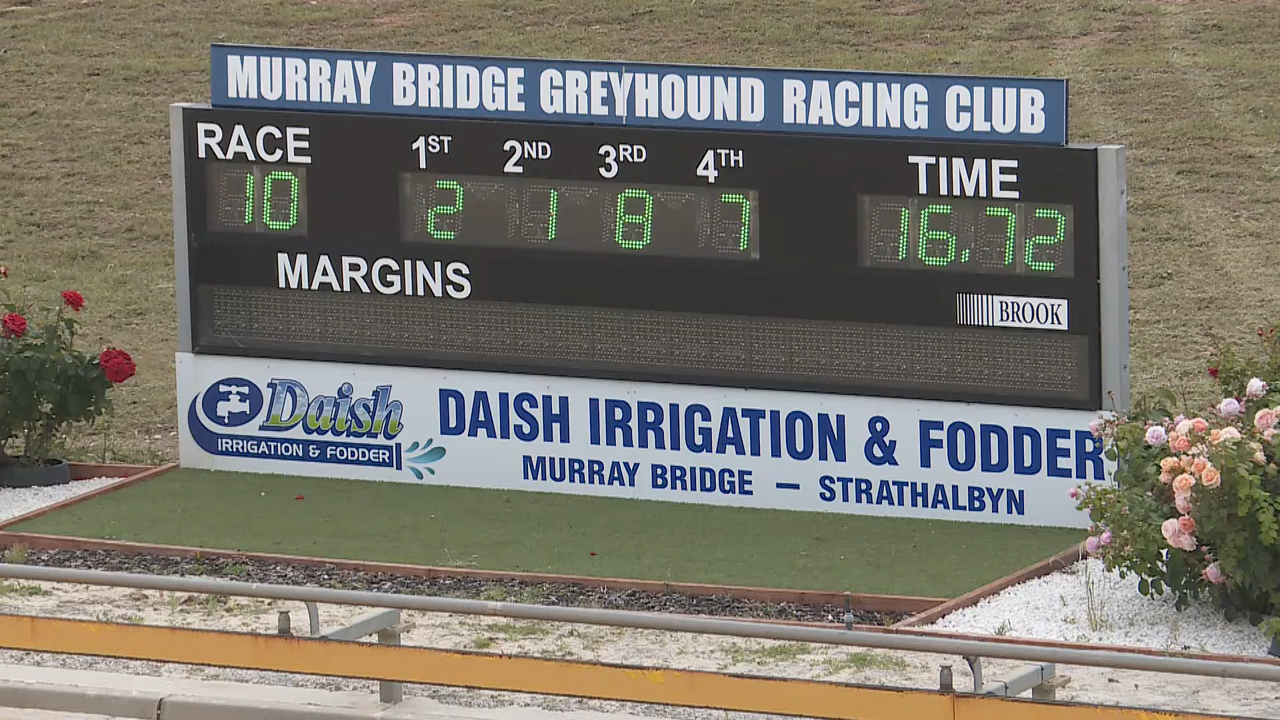 MURRAY BRIDGE GREYHOUND RACING CLUB
RACE 1ST 2ND 3RD 4TH TIME
10 2 1 8 7 16.72
MARGINS
BROOK
Daish
IRRIGATION & FODDER
DAISH IRRIGATION & FODDER
MURRAY BRIDGE – STRATHALBYN